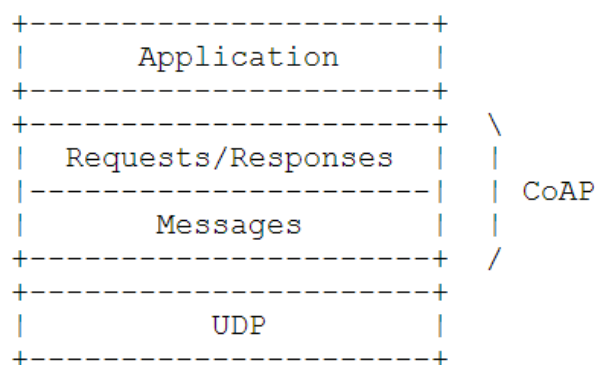 +----------------------+
|      Application     |
+----------------------+
+----------------------+  \
|  Requests/Responses  |  |
|----------------------|  | CoAP
|       Messages       |  |
+----------------------+  /
+----------------------+
|          UDP         |
+----------------------+